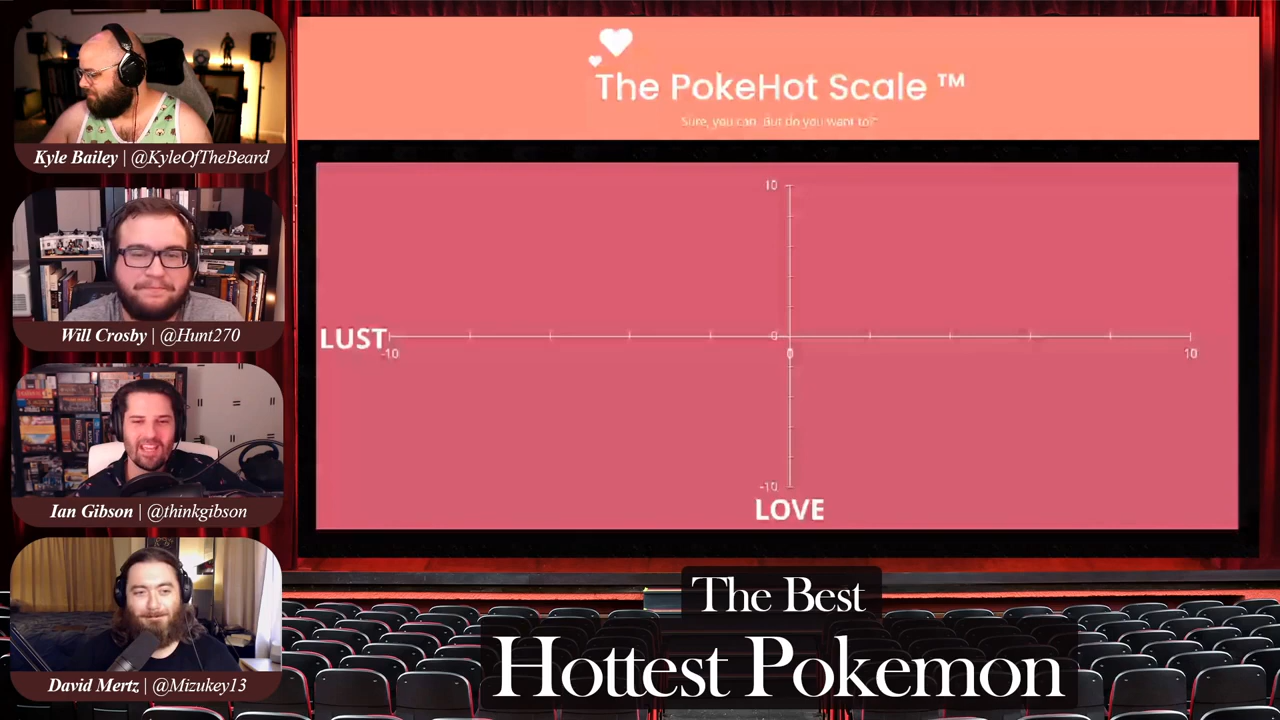 Kyle Bailey | @KyleOfTheBeard
Will Crosby | @Hunt270
Ian Gibson | @thinkgibson
David Mertz | @Mizukey13
The PokeHot Scale ™
Sure, you can. But do you want to?
10
LUST
-10
0
0
10
-10
LOVE
The Best
Hottest Pokemon